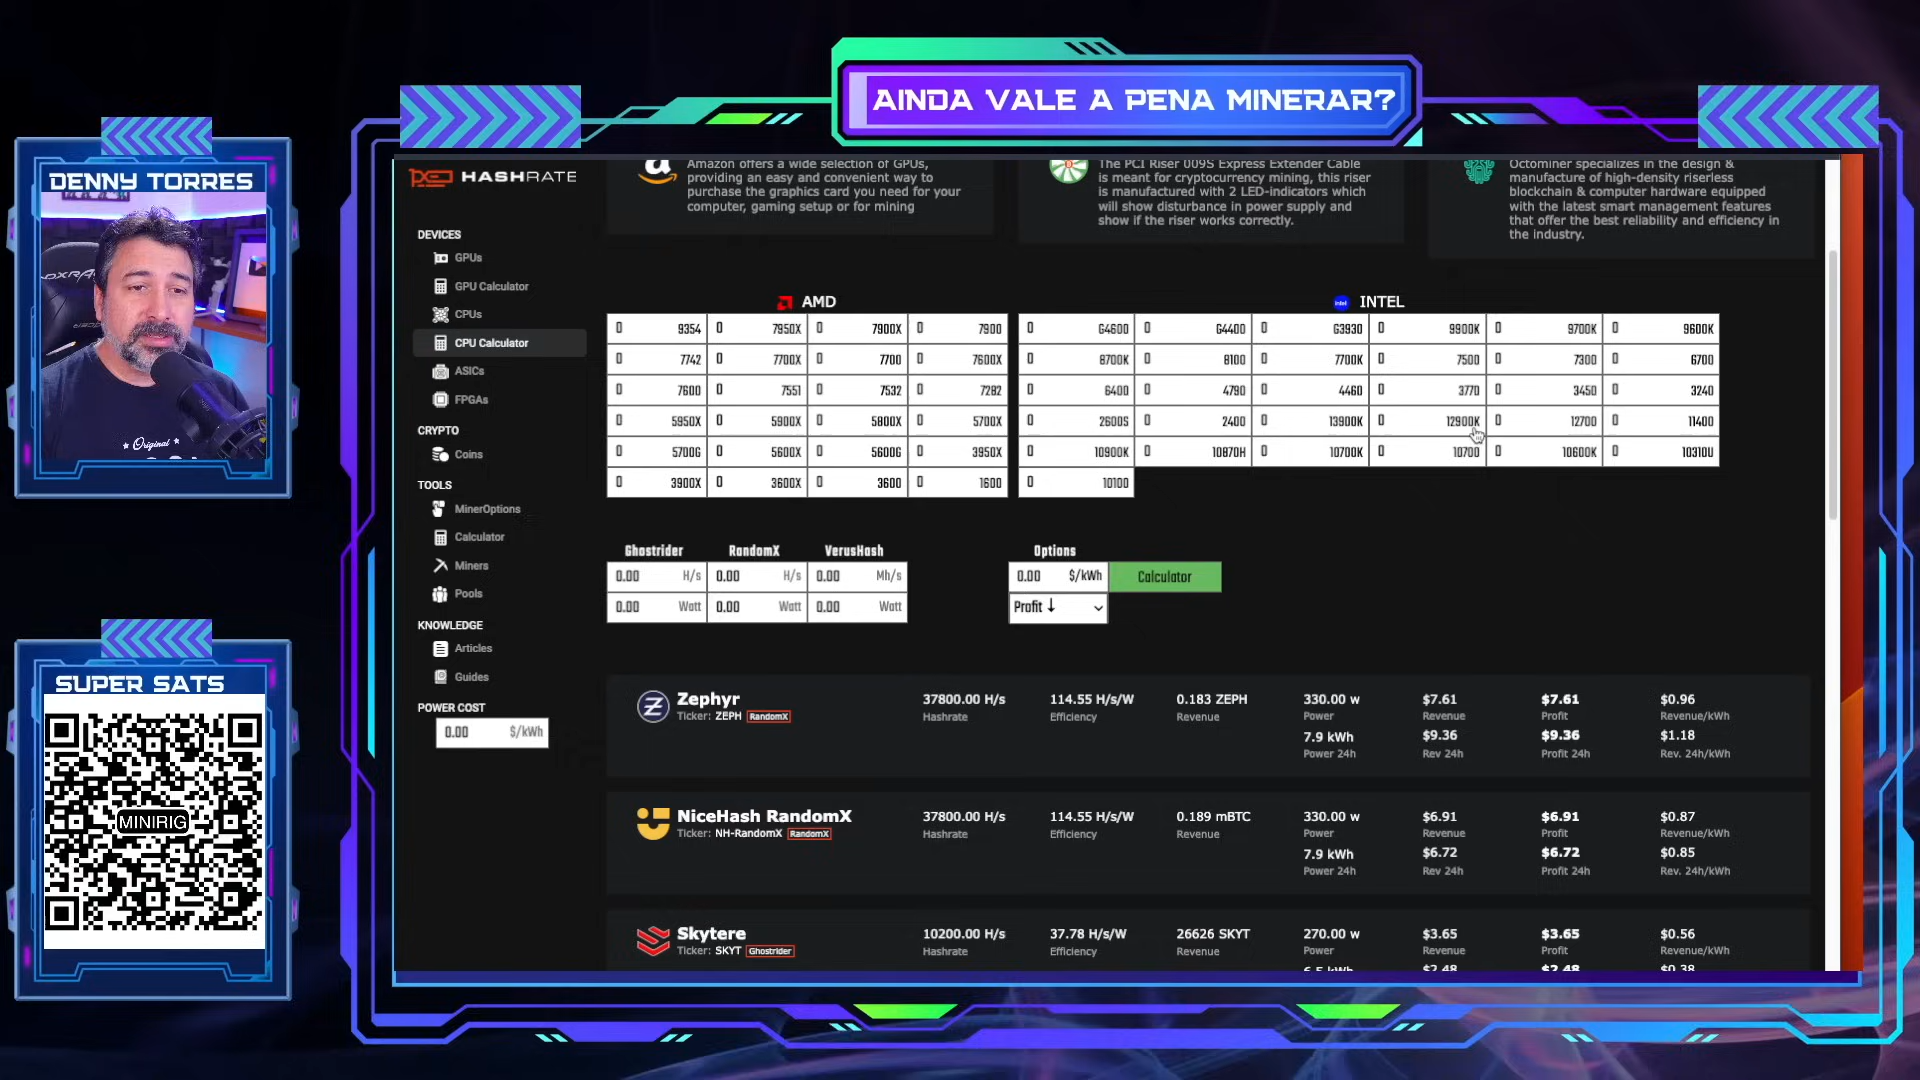 AINDA VALE A PENA MINERAR?
DENNY TORRES
★ Original ★
SUPER SATS
MINIRIG
HASHRATE
DEVICES
GPUs
GPU Calculator
CPUs
CPU Calculator
ASICs
FPGAs
CRYPTO
Coins
TOOLS
MinerOptions
Calculator
Miners
Pools
KNOWLEDGE
Articles
Guides
POWER COST
0.00 $/kWh
Amazon offers a wide selection of GPUs,
providing an easy and convenient way to
purchase the graphics card you need for your
computer, gaming setup or for mining
The PCI Riser 009S Express Extender Cable
is meant for cryptocurrency mining, this riser
is manufactured with 2 LED-indicators which
will show disturbance in power supply and
show if the riser works correctly.
Octominer specializes in the design &
manufacture of high-density riserless
blockchain & computer hardware equipped
with the latest smart management features
that offer the best reliability and efficiency in
the industry.
AMD
0 9354 0 7950X 0 7900X 0 7900
0 7742 0 7700X 0 7700 0 7600X
0 7600 0 7551 0 7532 0 7282
0 5950X 0 5900X 0 5800X 0 5700X
0 5700G 0 5600X 0 5600G 0 3950X
0 3900X 0 3600X 0 3600 0 1600
intel INTEL
0 G4600 0 G4400 0 G3930 0 9900K 0 9700K 0 9600K
0 8700K 0 8100 0 7700K 0 7500 0 7300 0 6700
0 6400 0 4790 0 4460 0 3770 0 3450 0 3240
0 2600S 0 2400 0 13900K 0 12900K 0 12700 0 11400
0 10900K 0 10870H 0 10700K 0 10700 0 10600K 0 10310U
0 10100
Ghostrider RandomX VerusHash Options
0.00 H/s 0.00 H/s 0.00 Mh/s 0.00 $/kWh Calculator
0.00 Watt 0.00 Watt 0.00 Watt Profit ↓
Zephyr 37800.00 H/s 114.55 H/s/W 0.183 ZEPH 330.00 w $7.61 $7.61 $0.96
Ticker: ZEPH RandomX Hashrate Efficiency Revenue Power Revenue Profit Revenue/kWh
7.9 kWh $9.36 $9.36 $1.18
Power 24h Rev 24h Profit 24h Rev. 24h/kWh
NiceHash RandomX 37800.00 H/s 114.55 H/s/W 0.189 mBTC 330.00 w $6.91 $6.91 $0.87
Ticker: NH-RandomX RandomX Hashrate Efficiency Revenue Power Revenue Profit Revenue/kWh
7.9 kWh $6.72 $6.72 $0.85
Power 24h Rev 24h Profit 24h Rev. 24h/kWh
Skytere 10200.00 H/s 37.78 H/s/W 26626 SKYT 270.00 w $3.65 $3.65 $0.56
Ticker: SKYT Ghostrider Hashrate Efficiency Revenue Power Revenue Profit Revenue/kWh
6.5 kWh $2.48 $2.48 $0.38